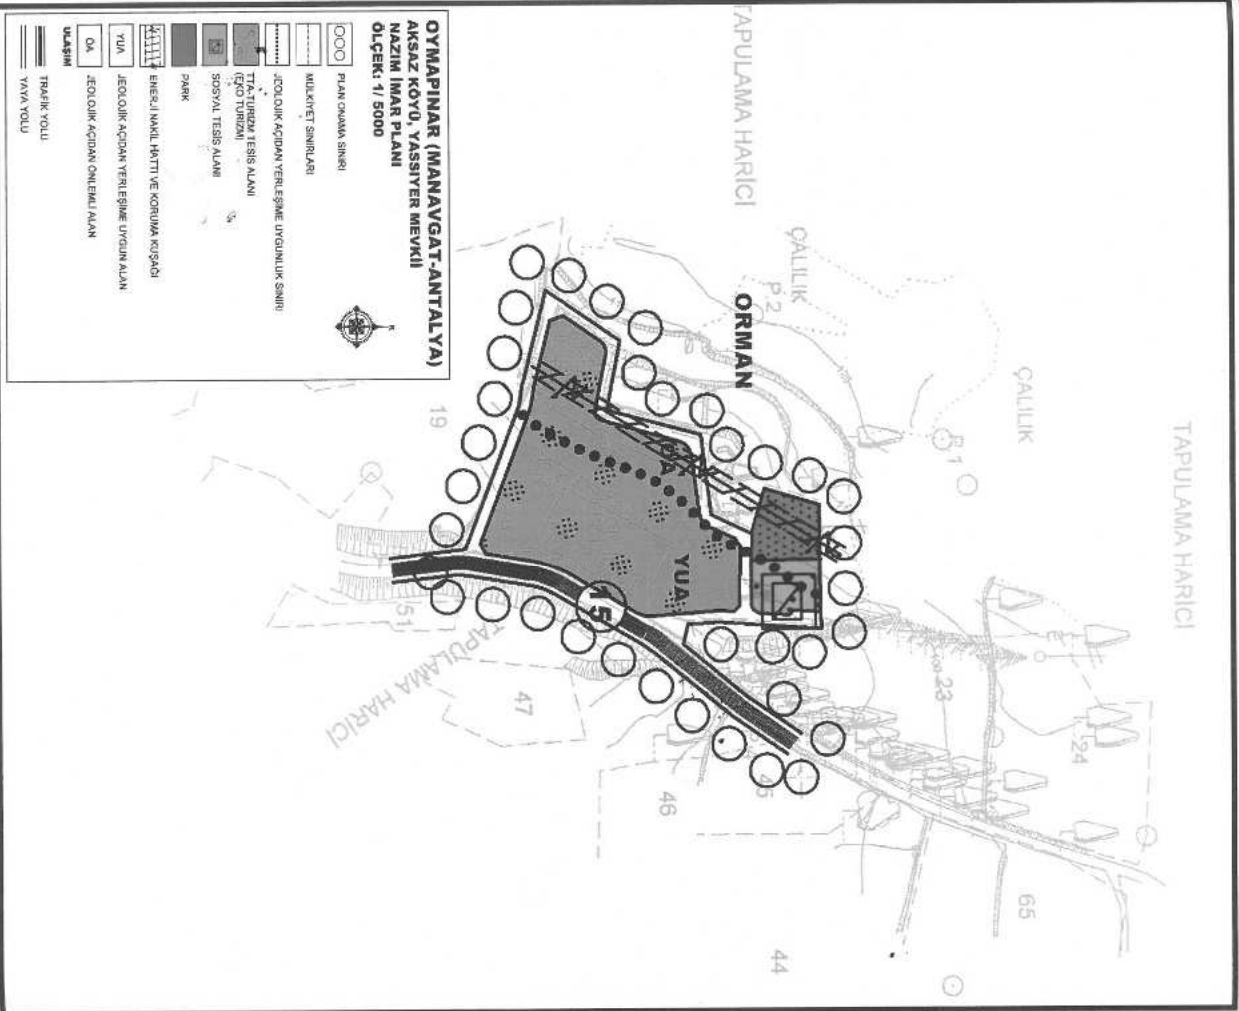 OYMAPINAR (MANAVGAT-ANTALYA)
AKSAZ KÖYÜ, YASSIYER MEVKİİ
NAZIM İMAR PLANI
ÖLÇEK: 1/ 5000
N
PLAN ONAMA SINIRI
MÜLKİYET SINIRLARI
JEOLOJİK AÇIDAN YERLEŞİME UYGUNLUK SINIRI
TTA-TURİZM TESİS ALANI
(EKO TURİZM)
SOSYAL TESİS ALANI
PARK
ENERJİ NAKİL HATTI VE KORUMA KUŞAĞI
YUA
JEOLOJİK AÇIDAN YERLEŞİME UYGUN ALAN
ÖA
JEOLOJİK AÇIDAN ÖNLEMLİ ALAN
ULAŞIM
TRAFİK YOLU
YAYA YOLU
TAPULAMA HARİCİ
ÇALILIK
P.2
ORMAN
ÇALILIK
TAPULAMA HARİCİ
19
ÖA
YUA
15
51
TAPULAMA HARİCİ
47
46
45
23
24
65
44